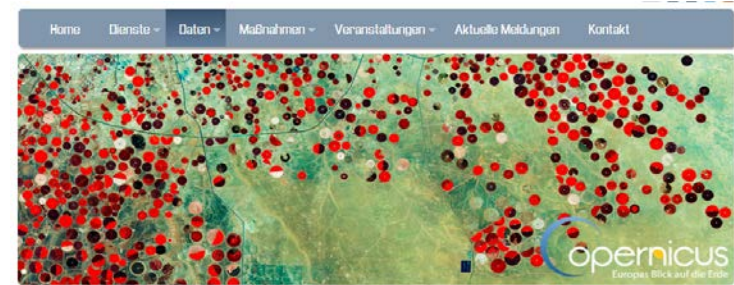 Home Dienste Daten Maßnahmen Veranstaltungen Aktuelle Meldungen Kontakt
opernicus
Europas Blick auf die Erde